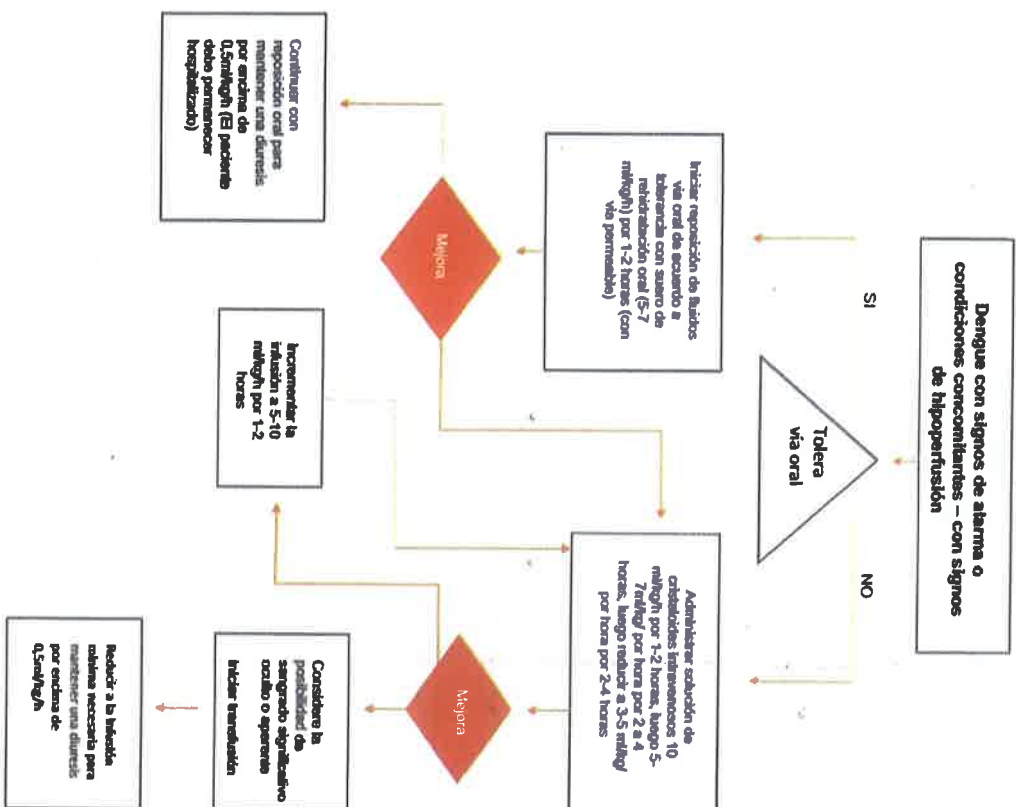 Dengue con signos de alarma o
condiciones concomitantes – con signos
de hipoperfusión
Tolera
via oral
SI
NO
Iniciar reposición de fluidos
via oral de acuerdo a
tolerancia con suero de
rehidratación oral (5-7
ml/kg/h) por 1-2 horas (con
via permeable)
Administrar solución de
cristaloides intravenosos 10
ml/kg/h por 1-2 horas, luego 5-
7ml/kg/ por hora por 2 a 4
horas, luego reducir a 3-5 ml/kg/
por hora por 2-4 horas
Mejora
Mejora
Continuar con
reposición oral para
mantener una diuresis
por encima de
0,5ml/kg/h (El paciente
debe permanecer
hospitalizado)
Incrementar la
infusión a 5-10
ml/kg/h por 1-2
horas
Considere la
posibilidad de
sangrado significativo
oculto o aparente
Iniciar transfusión
Reducir a la infusión
mínima necesaria para
mantener una diuresis
por encima de
0,5ml/kg/h